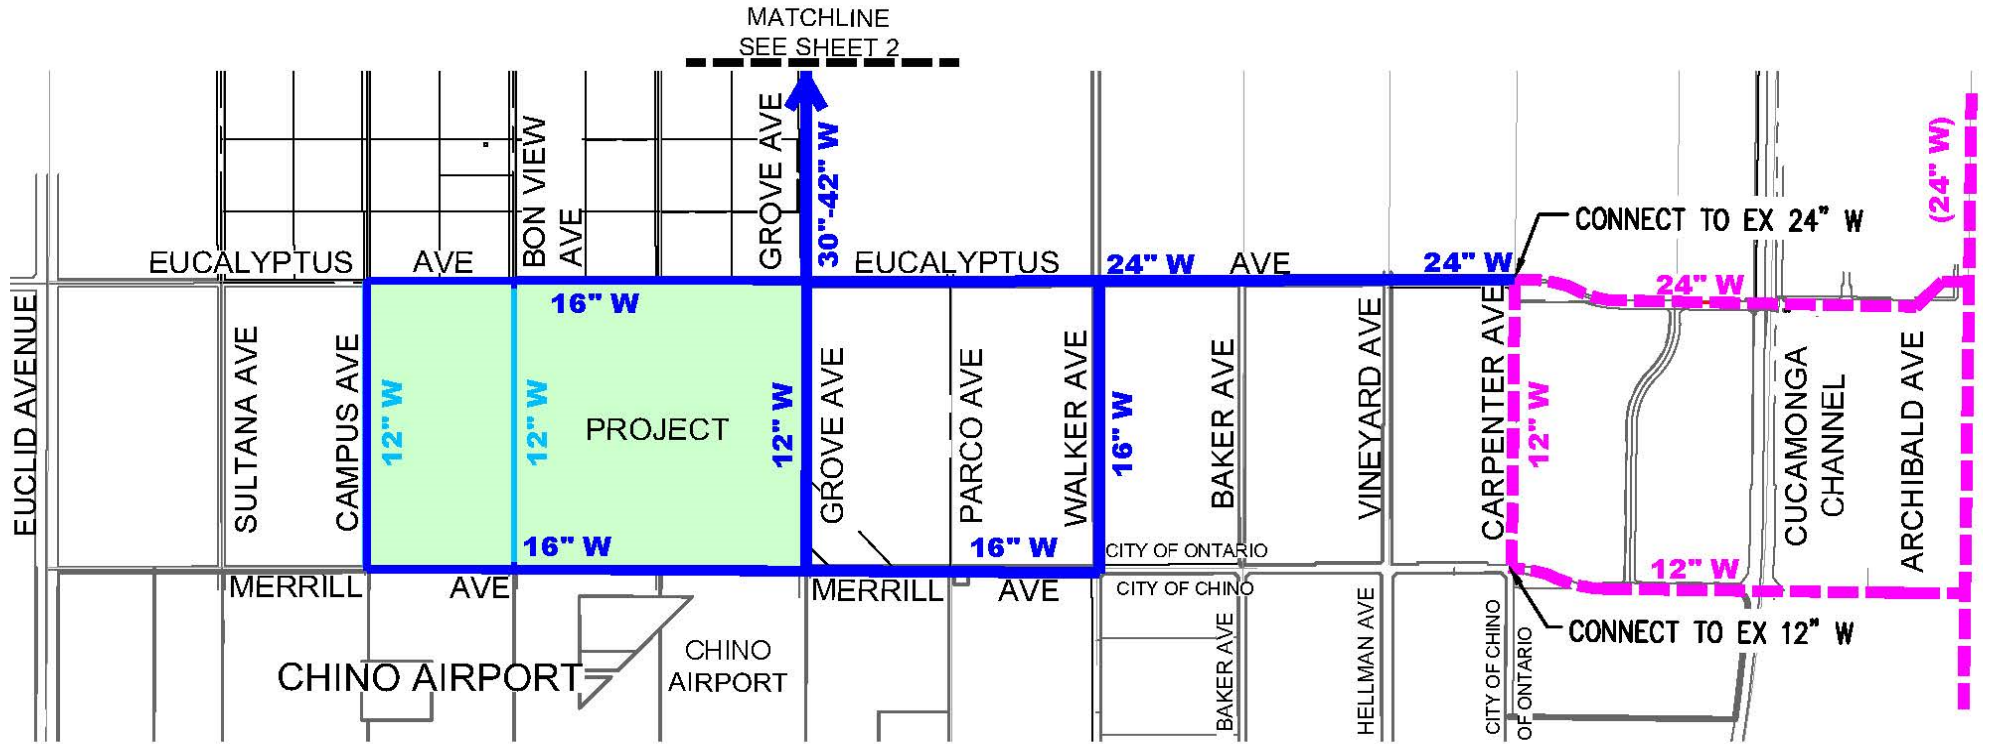 MATCHLINE
SEE SHEET 2
GROVE AVE
30"-42" W
BON VIEW
AVE
(24" W)
CONNECT TO EX 24" W
EUCALYPTUS AVE
EUCALYPTUS
24" W
AVE
24" W
24" W
16" W
EUCLID AVENUE
SULTANA AVE
CAMPUS AVE
12" W
12" W
PROJECT
12" W
GROVE AVE
PARCO AVE
WALKER AVE
16" W
BAKER AVE
VINEYARD AVE
CARPENTER AVE
12" W
CUCAMONGA
CHANNEL
ARCHIBALD AVE
16" W
16" W
CITY OF ONTARIO
12" W
MERRILL AVE
MERRILL AVE
CITY OF CHINO
CONNECT TO EX 12" W
CHINO AIRPORT
CHINO
AIRPORT
BAKER AVE
HELLMAN AVE
CITY OF CHINO
OF ONTARIO